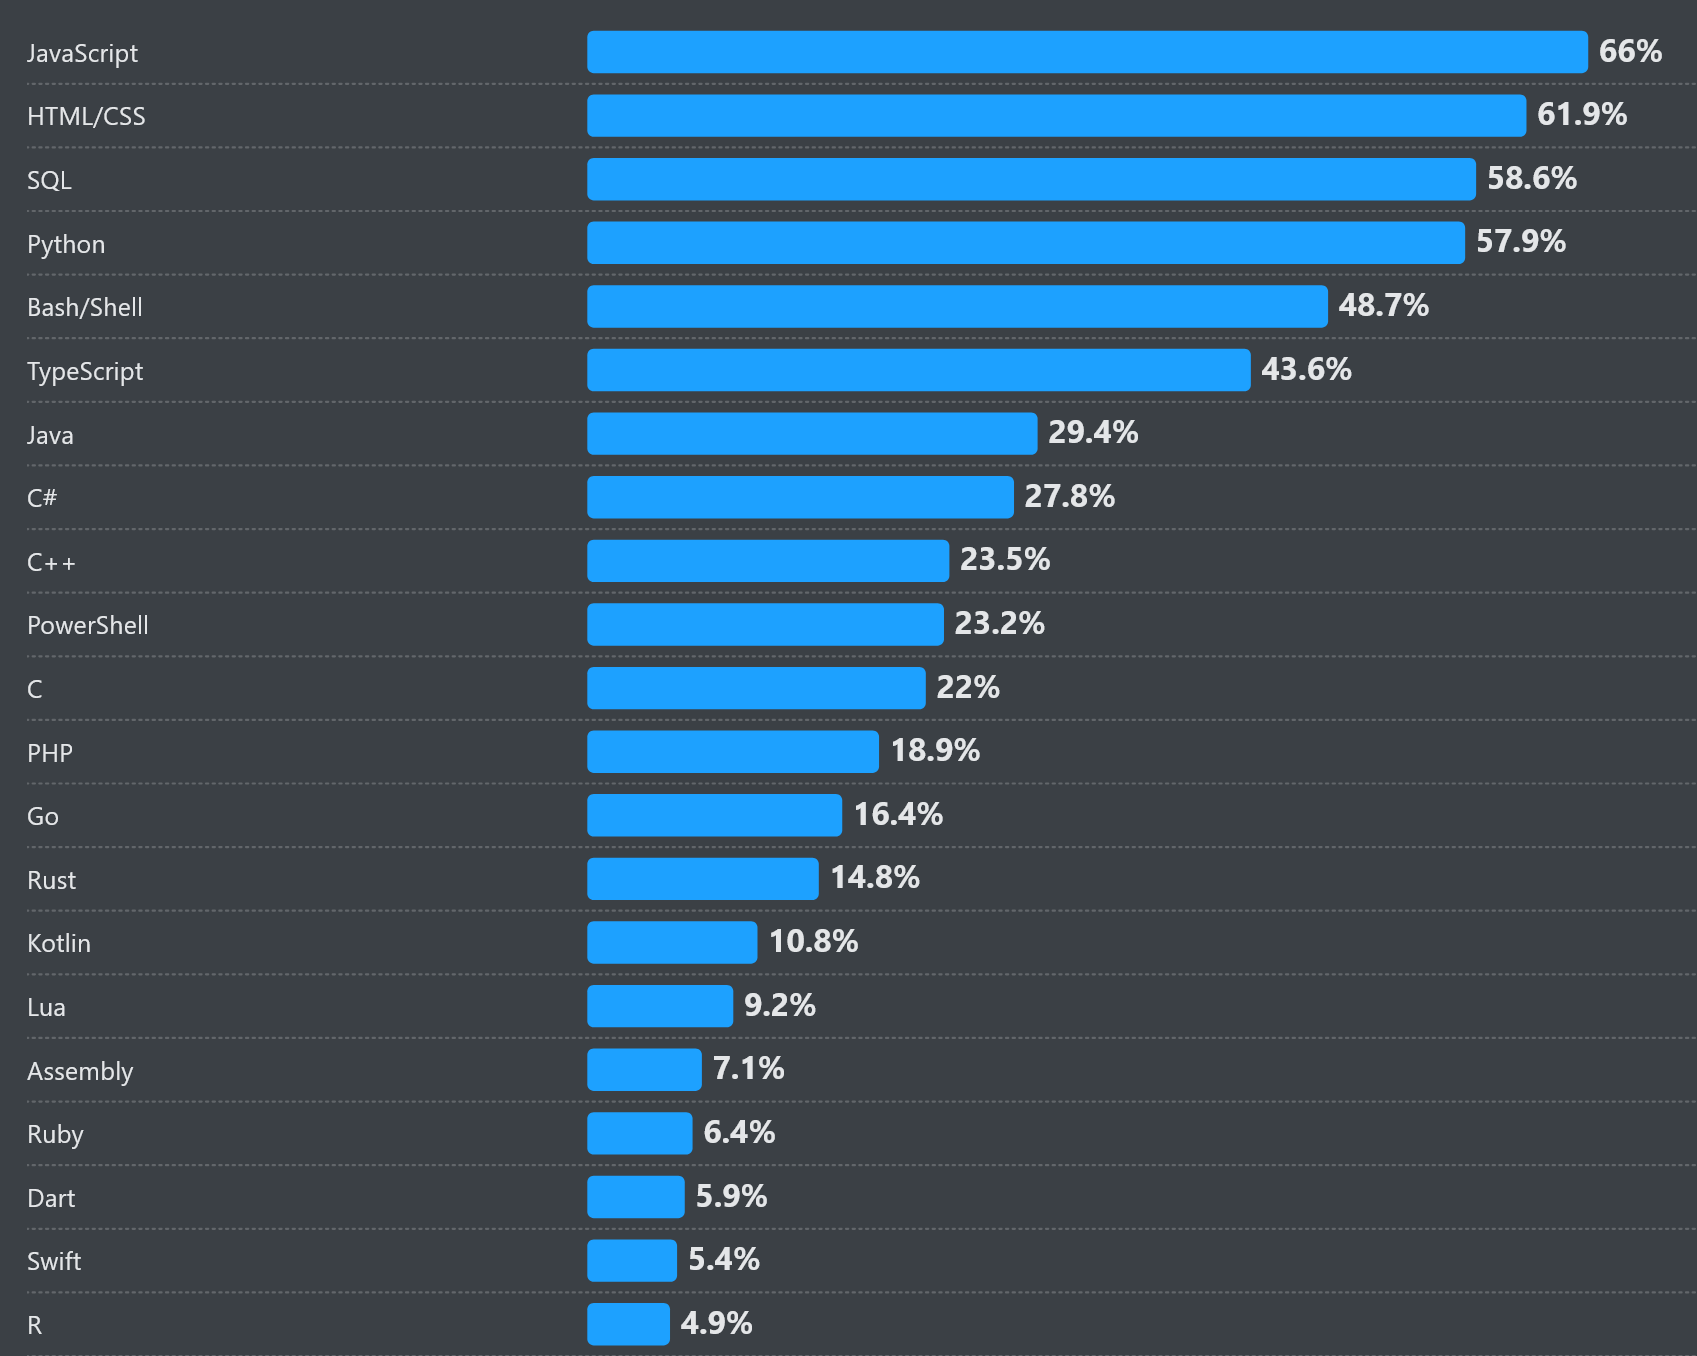 JavaScript 66%
HTML/CSS 61.9%
SQL 58.6%
Python 57.9%
Bash/Shell 48.7%
TypeScript 43.6%
Java 29.4%
C# 27.8%
C++ 23.5%
PowerShell 23.2%
C 22%
PHP 18.9%
Go 16.4%
Rust 14.8%
Kotlin 10.8%
Lua 9.2%
Assembly 7.1%
Ruby 6.4%
Dart 5.9%
Swift 5.4%
R 4.9%